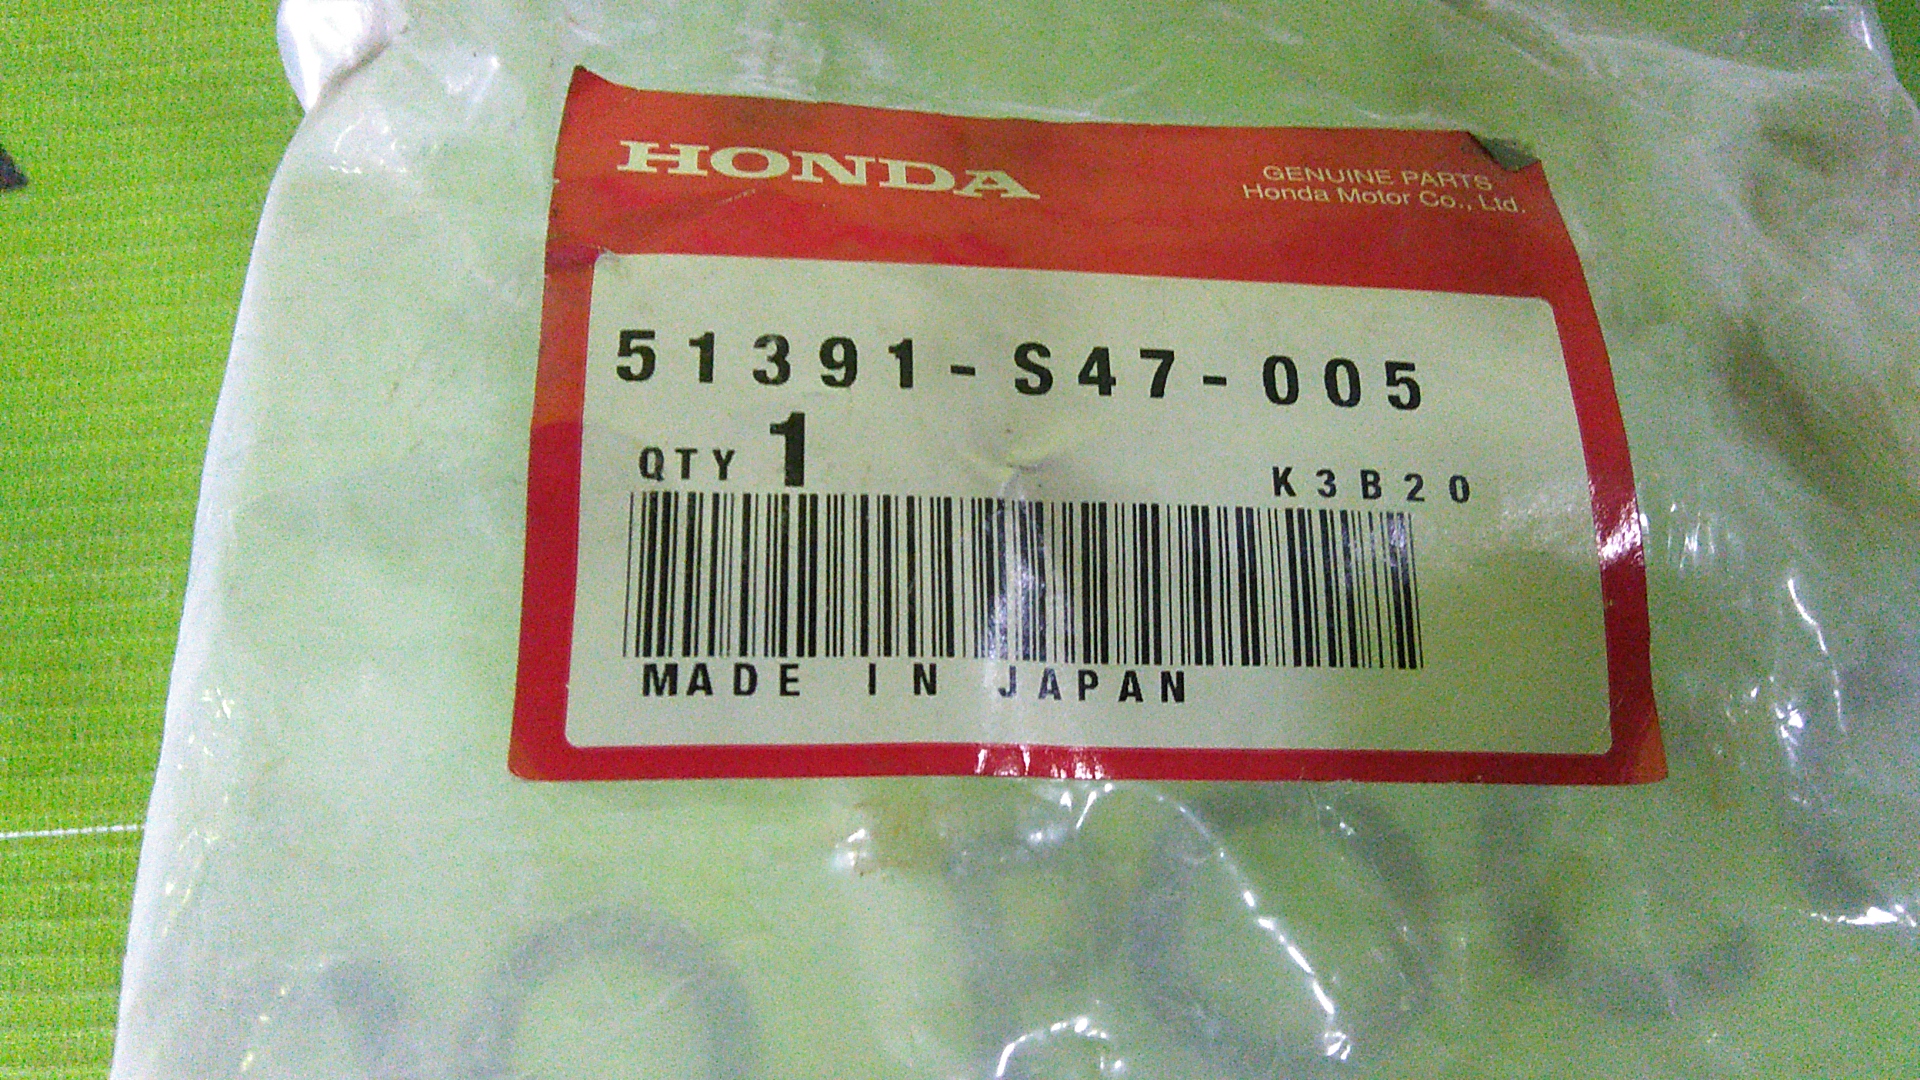 HONDA
GENUINE PARTS
Honda Motor Co., Ltd.
51391-S47-005
QTY 1
K3B20
MADE IN JAPAN